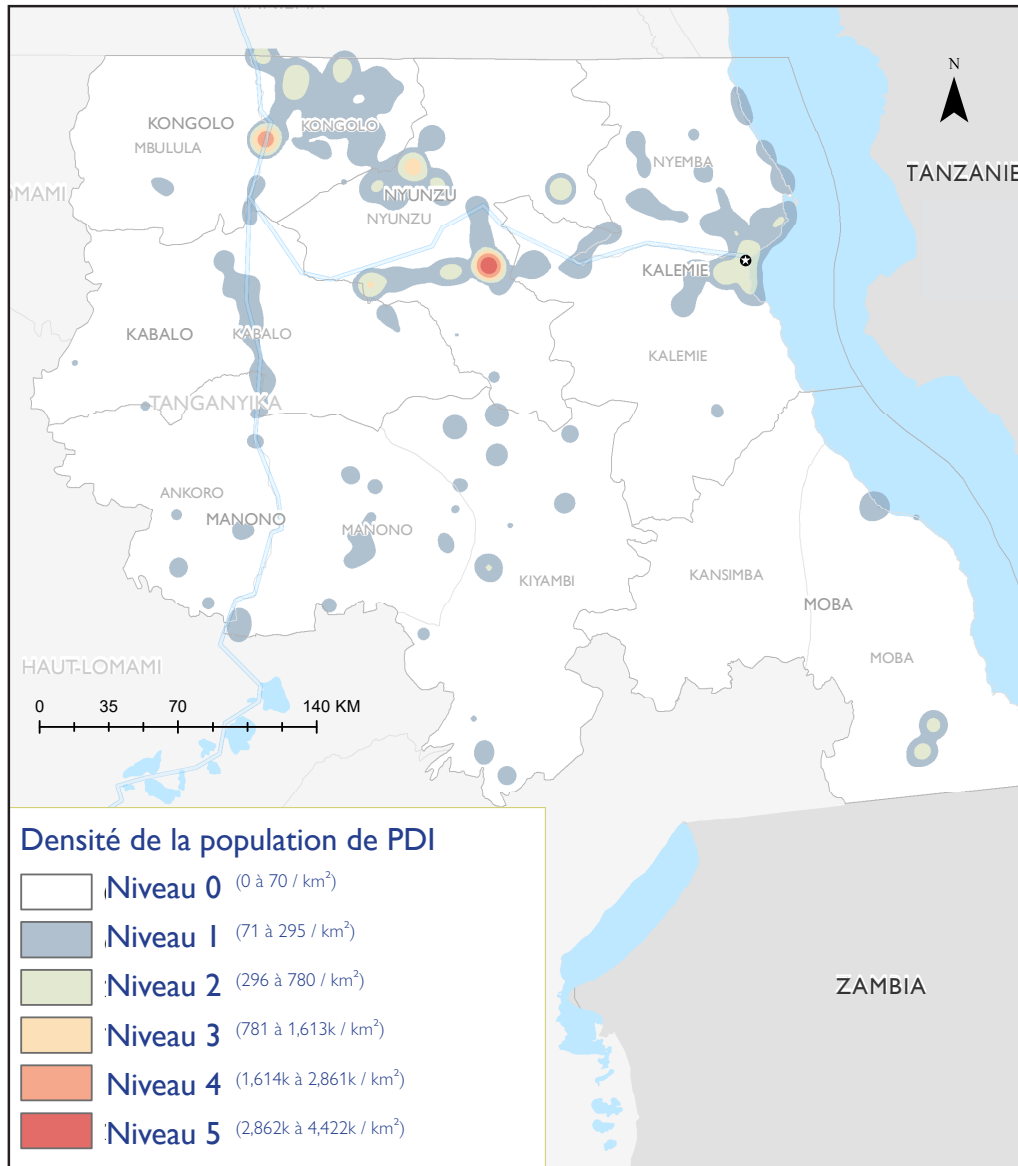 N
KONGOLO
KONGOLO
MBULULA
NYEMBA
TANZANIE
OMAMI
NYUNZU
NYUNZU
KALEMIE
KABALO
KABALO
KALEMIE
TANGANYIKA
ANKORO
MANONO
MANONO
KIYAMBI
KANSIMBA
MOBA
MOBA
HAUT-LOMAMI
0 35 70 140 KM
Densité de la population de PDI
Niveau 0 (0 à 70 / km²)
Niveau 1 (71 à 295 / km²)
Niveau 2 (296 à 780 / km²)
Niveau 3 (781 à 1,613k / km²)
Niveau 4 (1,614k à 2,861k / km²)
Niveau 5 (2,862k à 4,422k / km²)
ZAMBIA